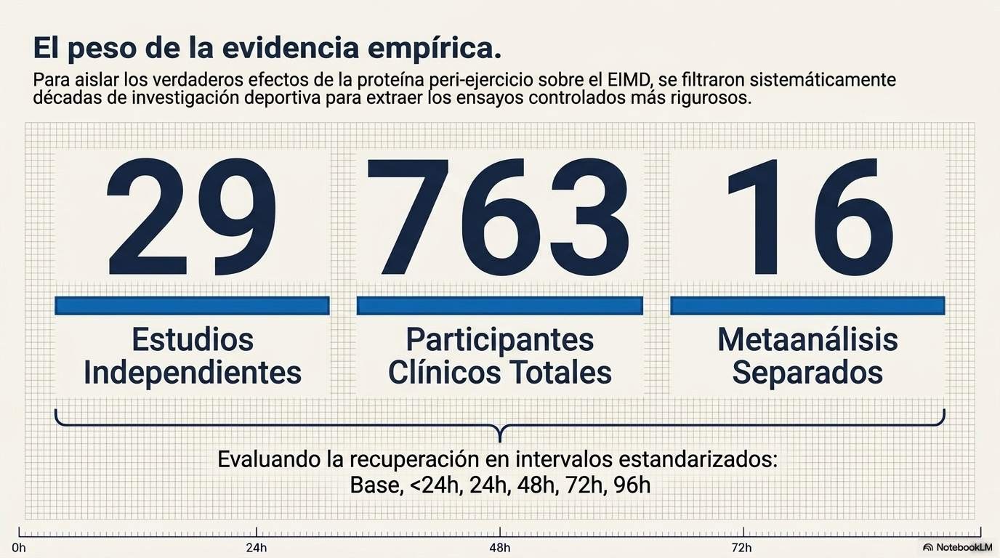 El peso de la evidencia empírica.
Para aislar los verdaderos efectos de la proteína peri-ejercicio sobre el EIMD, se filtraron sistemáticamente
décadas de investigación deportiva para extraer los ensayos controlados más rigurosos.
29
Estudios
Independientes
763
Participantes
Clínicos Totales
16
Metaanálisis
Separados
Evaluando la recuperación en intervalos estandarizados:
Base, <24h, 24h, 48h, 72h, 96h
0h 24h 48h 72h
NotebookLM